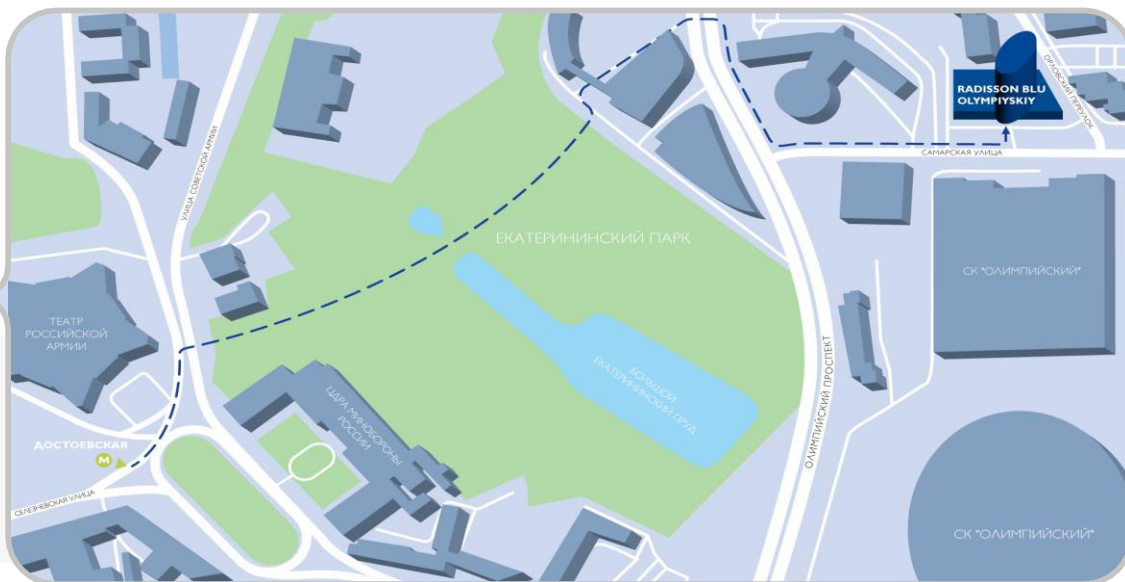 RADISSON BLU
OLYMPIYSKIY
ОРЛОВСКИЙ ПЕРЕУЛОК
САМАРСКАЯ УЛИЦА
УЛИЦА СОВЕТСКОЙ АРМИИ
ЕКАТЕРИНИНСКИЙ ПАРК
СК "ОЛИМПИЙСКИЙ"
ТЕАТР
РОССИЙСКОЙ
АРМИИ
БОЛЬШОЙ
ЕКАТЕРИНИНСКИЙ ПРУД
ОЛИМПИЙСКИЙ ПРОСПЕКТ
ЦДРА МИНОБОРОНЫ
РОССИИ
ДОСТОЕВСКАЯ
М
СЕЛЕЗНЕВСКАЯ УЛИЦА
СК "ОЛИМПИЙСКИЙ"